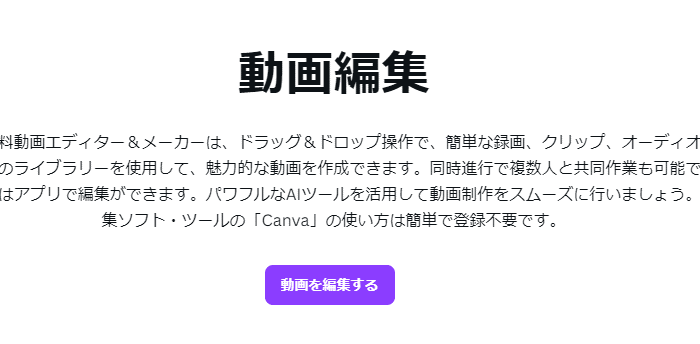 動画編集
料動画エディター＆メーカーは、ドラッグ＆ドロップ操作で、簡単な録画、クリップ、オーディオ
のライブラリーを使用して、魅力的な動画を作成できます。同時進行で複数人と共同作業も可能で
はアプリで編集ができます。パワフルなAIツールを活用して動画制作をスムーズに行いましょう。
集ソフト・ツールの「Canva」の使い方は簡単で登録不要です。
動画を編集する